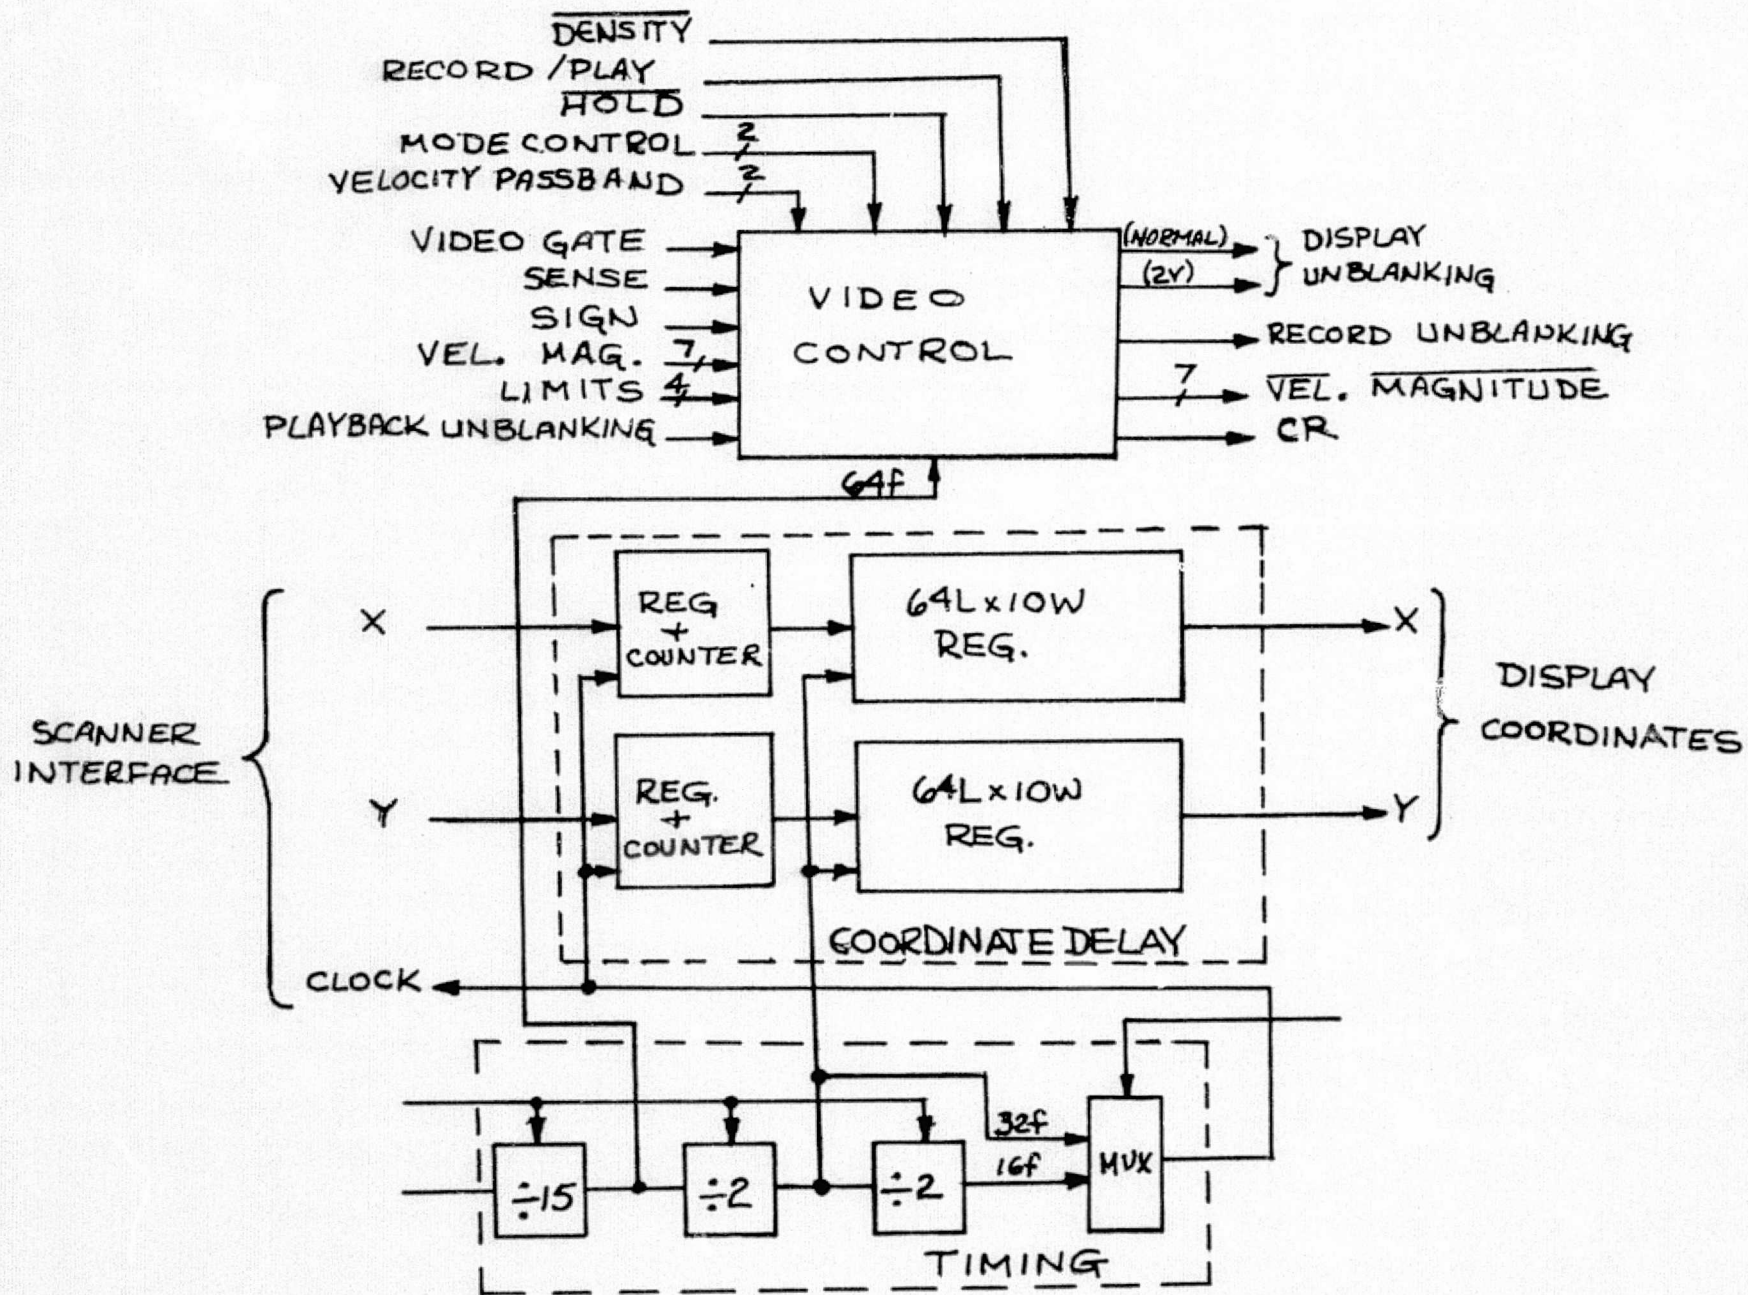 DENSITY
RECORD / PLAY
HOLD
MODE CONTROL 2
VELOCITY PASSBAND 2
VIDEO GATE
SENSE
SIGN
VEL. MAG. 7
LIMITS 4
PLAYBACK UNBLANKING
VIDEO
CONTROL
(NORMAL)
(2V)
DISPLAY
UNBLANKING
RECORD UNBLANKING
7 VEL. MAGNITUDE
CR
64f
SCANNER
INTERFACE
X
REG
+
COUNTER
64L x 10W
REG.
X
Y
REG.
+
COUNTER
64L x 10W
REG.
Y
DISPLAY
COORDINATES
COORDINATE DELAY
CLOCK
÷15
÷2
÷2
32f
16f
MUX
TIMING